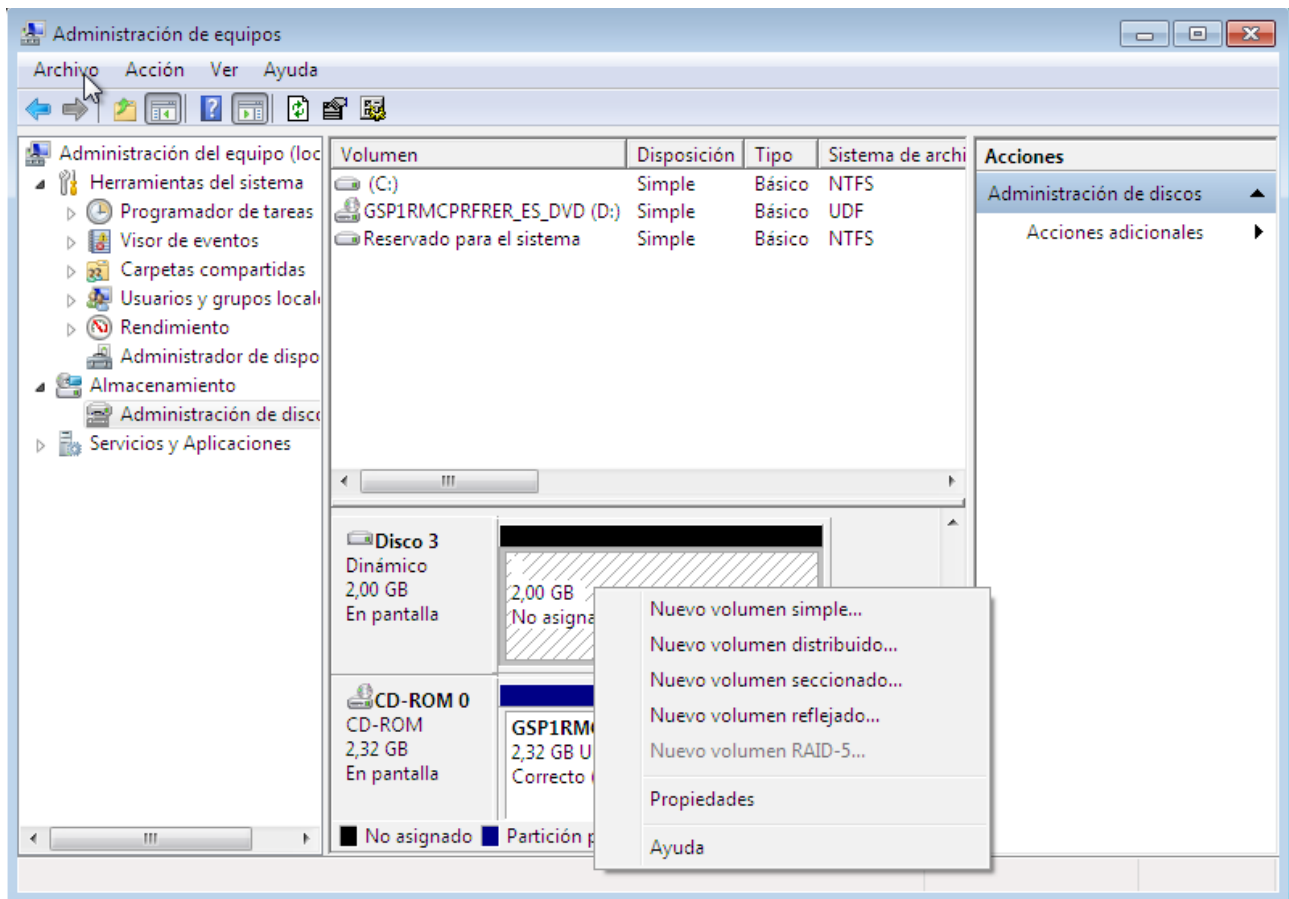 Administración de equipos
Archivo Acción Ver Ayuda
Administración del equipo (loc
Herramientas del sistema
Programador de tareas
Visor de eventos
Carpetas compartidas
Usuarios y grupos local
Rendimiento
Administrador de dispo
Almacenamiento
Administración de disc
Servicios y Aplicaciones
Volumen Disposición Tipo Sistema de archi
(C:) Simple Básico NTFS
GSP1RMCPRFRER_ES_DVD (D:) Simple Básico UDF
Reservado para el sistema Simple Básico NTFS
Disco 3
Dinámico
2,00 GB
En pantalla
2,00 GB
No asigna
CD-ROM 0
CD-ROM
2,32 GB
En pantalla
GSP1RM
2,32 GB U
Correcto (
No asignado Partición p
Nuevo volumen simple...
Nuevo volumen distribuido...
Nuevo volumen seccionado...
Nuevo volumen reflejado...
Nuevo volumen RAID-5...
Propiedades
Ayuda
Acciones
Administración de discos
Acciones adicionales